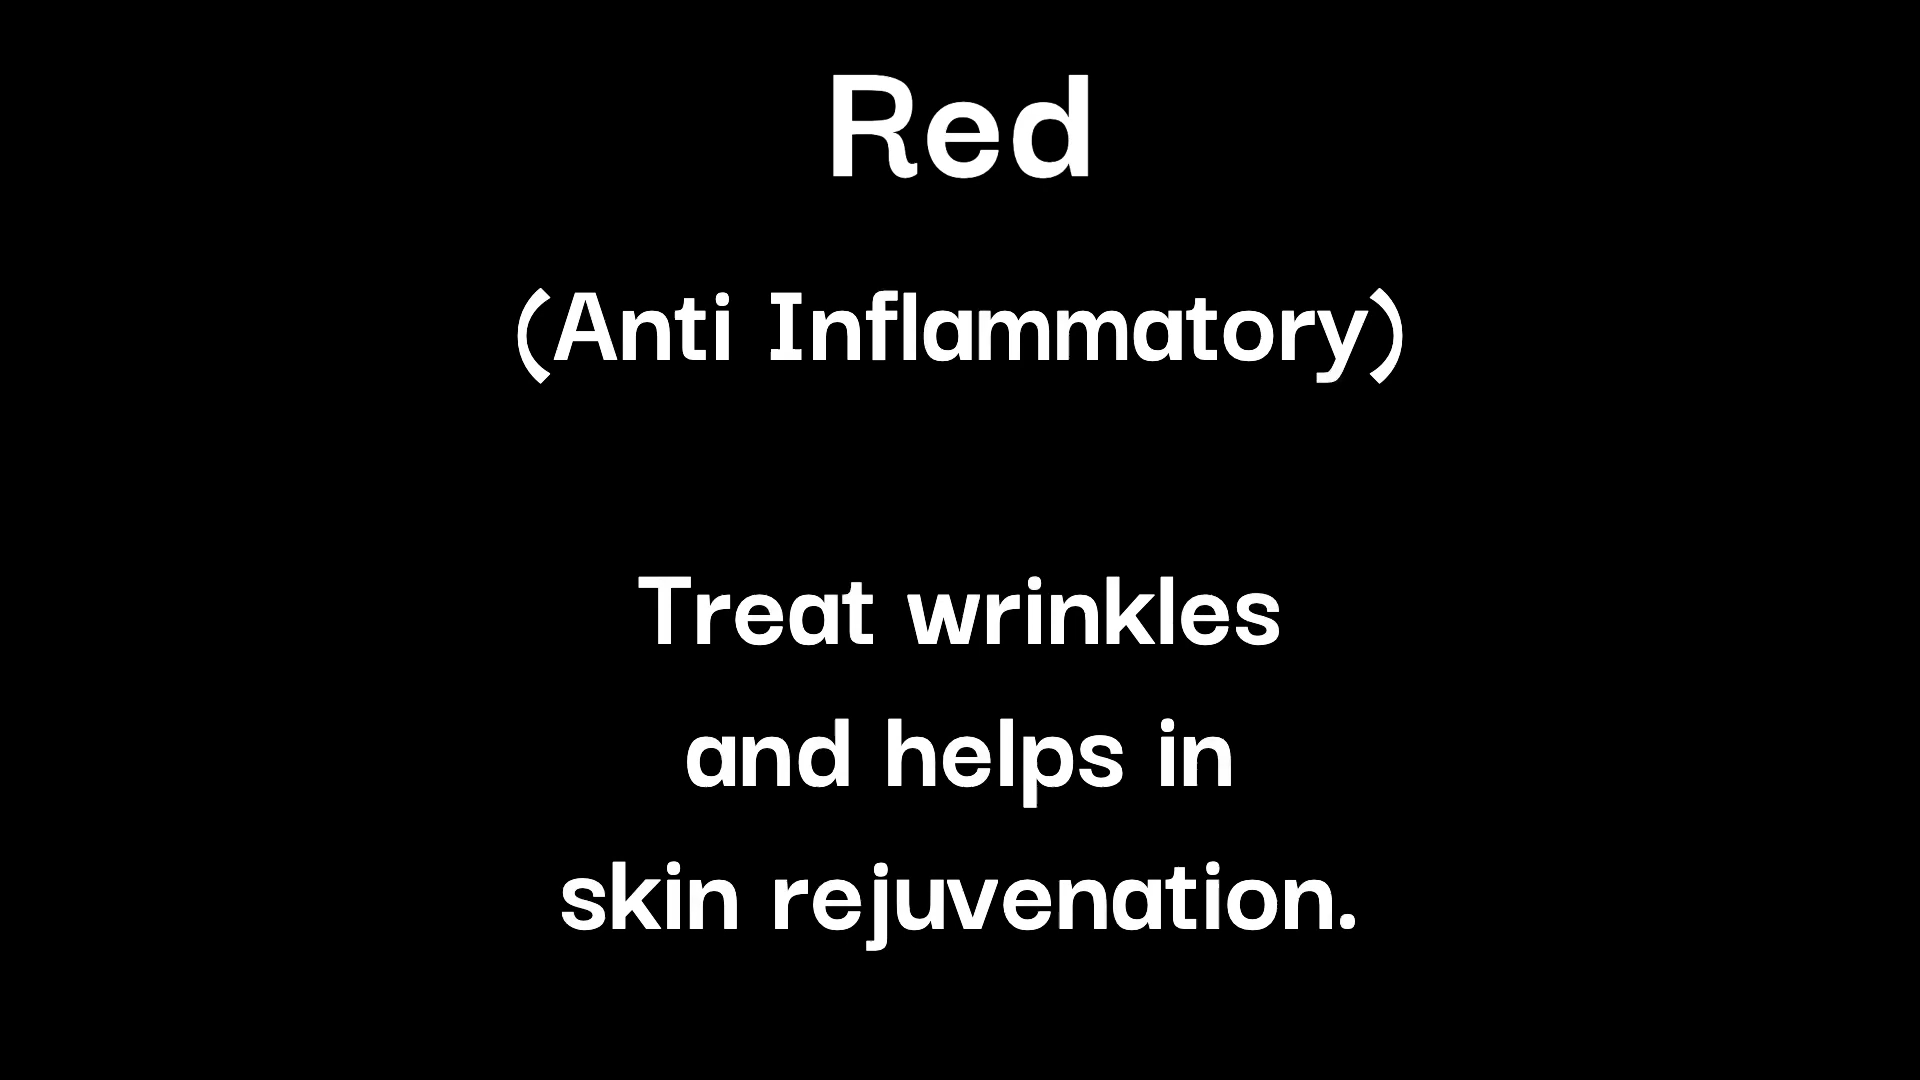 Red
(Anti Inflammatory)
Treat wrinkles
and helps in
skin rejuvenation.